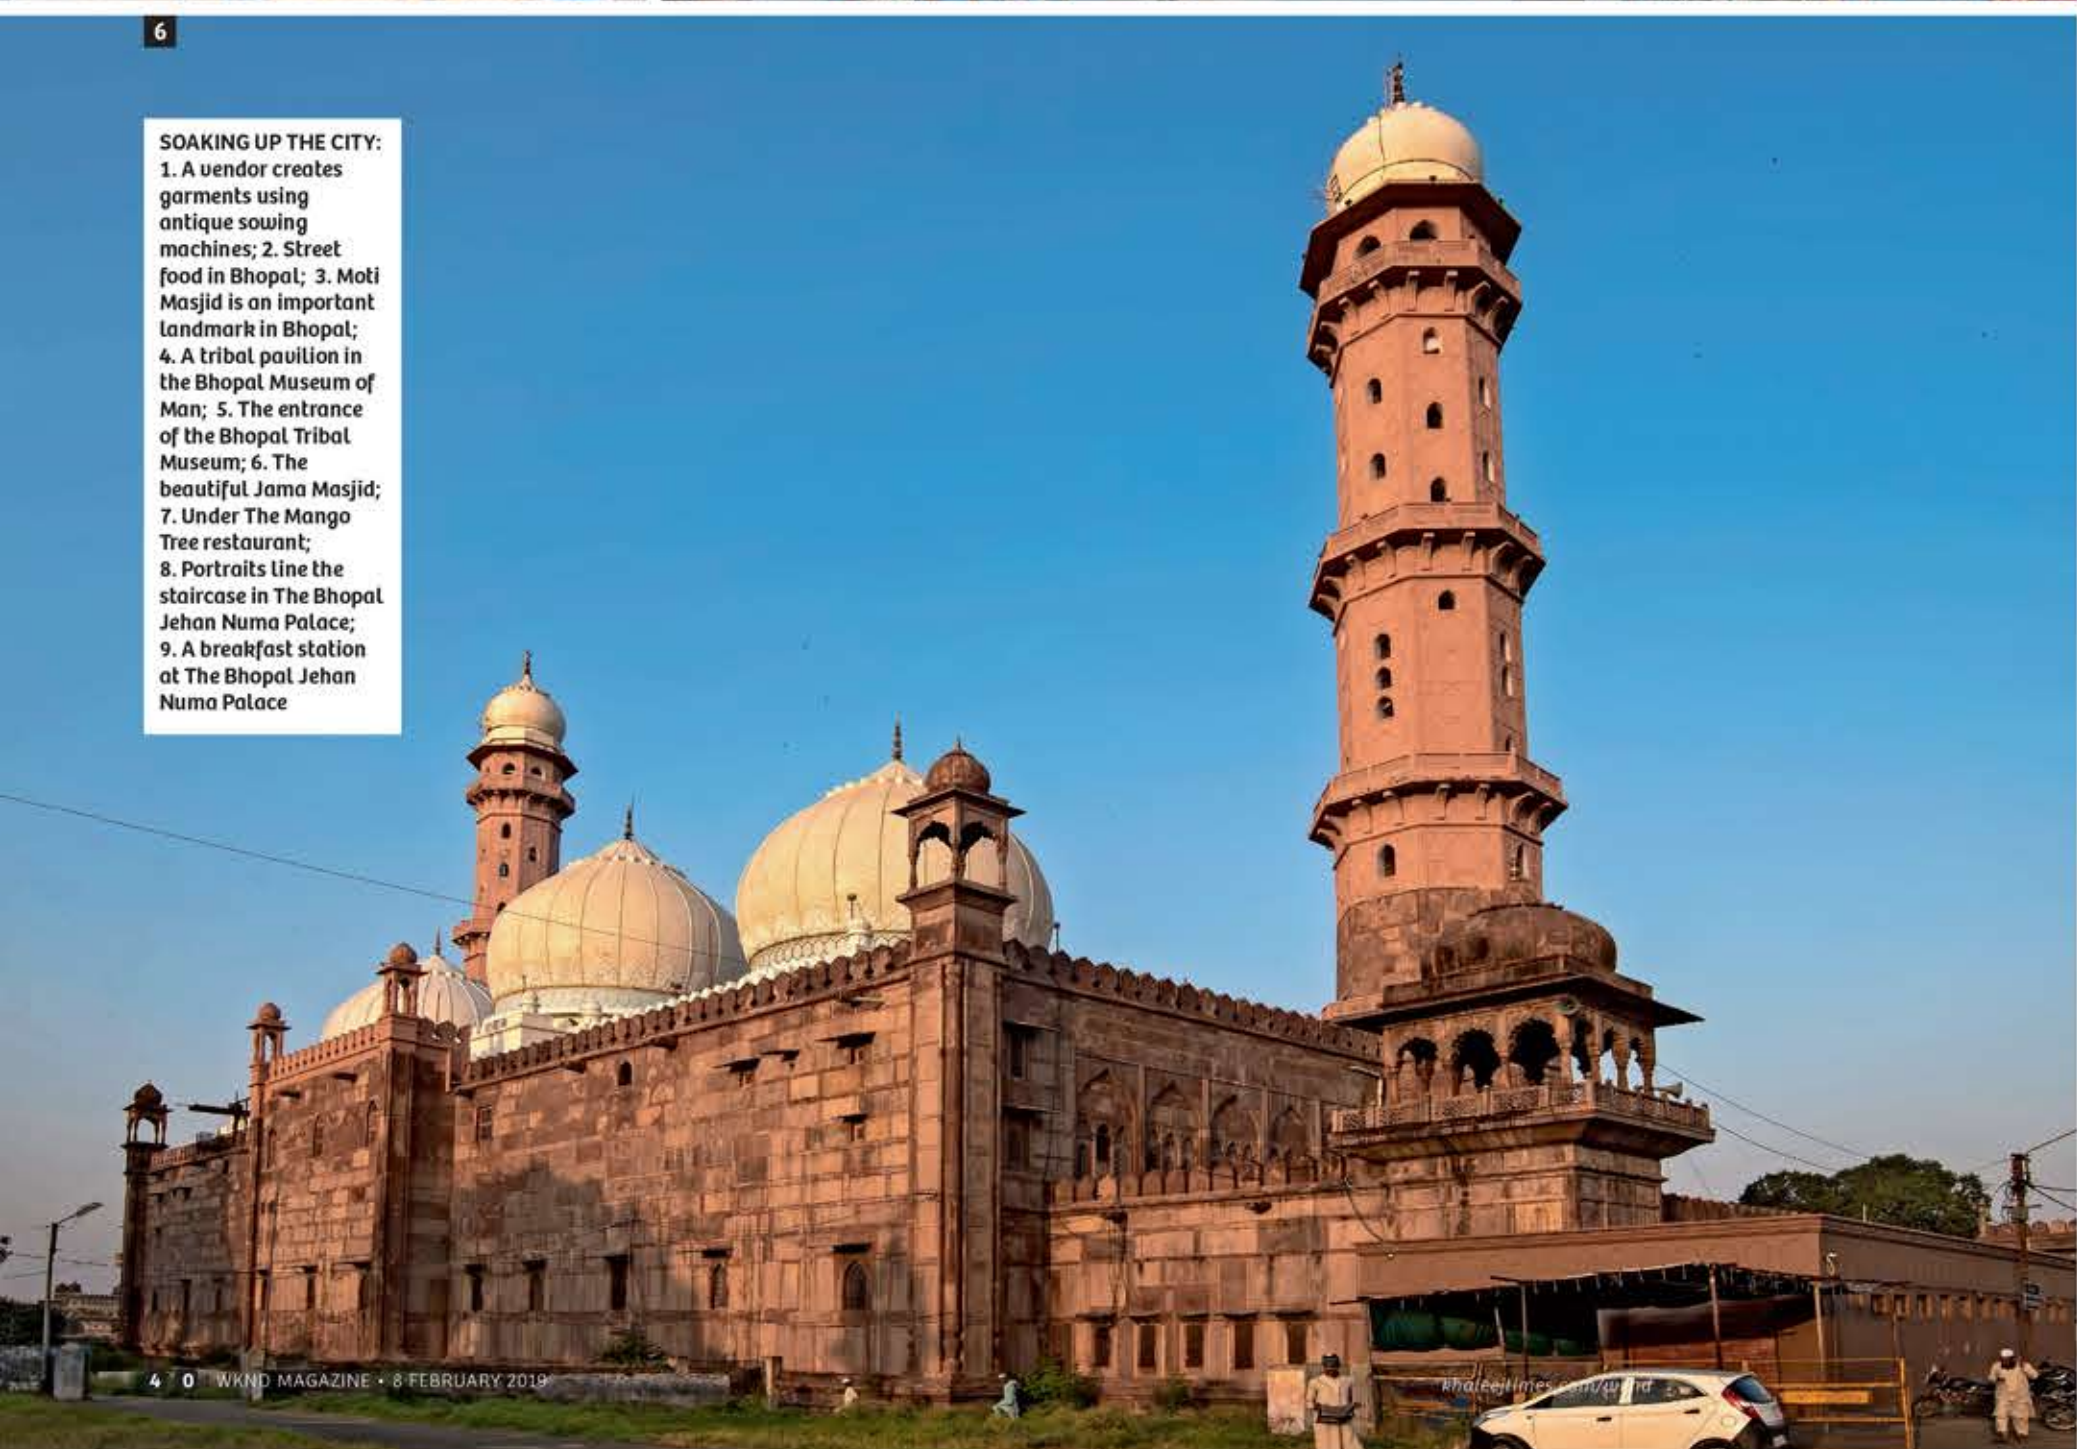 6
SOAKING UP THE CITY:
1. A vendor creates
garments using
antique sowing
machines; 2. Street
food in Bhopal; 3. Moti
Masjid is an important
landmark in Bhopal;
4. A tribal pavilion in
the Bhopal Museum of
Man; 5. The entrance
of the Bhopal Tribal
Museum; 6. The
beautiful Jama Masjid;
7. Under The Mango
Tree restaurant;
8. Portraits line the
staircase in The Bhopal
Jehan Numa Palace;
9. A breakfast station
at The Bhopal Jehan
Numa Palace
4 0 WKND MAGAZINE • 8 FEBRUARY 2019
khaleejtimes.com/wknd